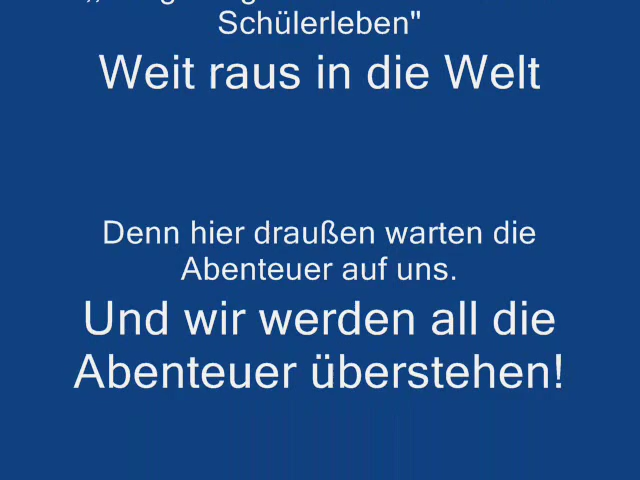 Schülerleben"
Weit raus in die Welt
Denn hier draußen warten die
Abenteuer auf uns.
Und wir werden all die
Abenteuer überstehen!